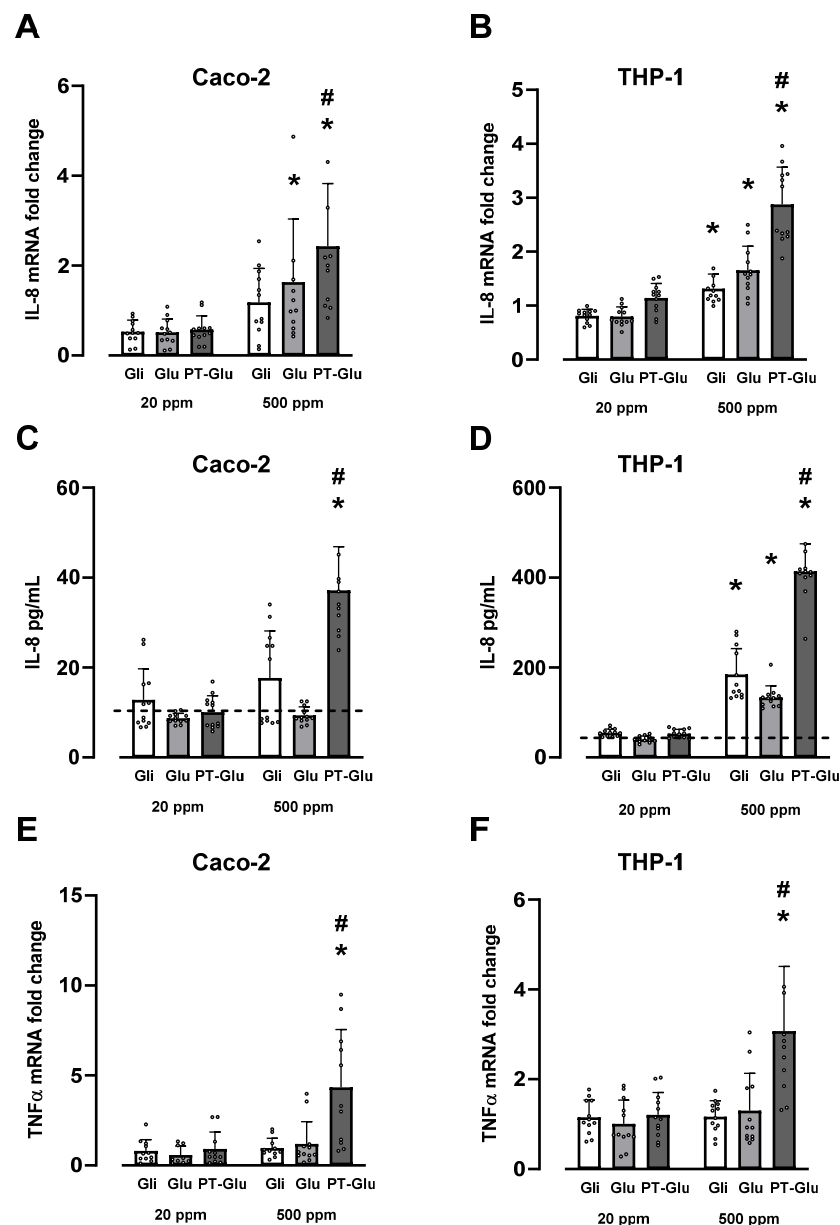 A
Caco-2
IL-8 mRNA fold change
6
4
2
0
#
*
*
Gli Glu PT-Glu Gli Glu PT-Glu
20 ppm 500 ppm
B
THP-1
IL-8 mRNA fold change
5
4
3
2
1
0
#
*
*
*
Gli Glu PT-Glu Gli Glu PT-Glu
20 ppm 500 ppm
C
Caco-2
IL-8 pg/mL
60
40
20
0
#
*
Gli Glu PT-Glu Gli Glu PT-Glu
20 ppm 500 ppm
D
THP-1
IL-8 pg/mL
600
400
200
0
#
*
*
*
Gli Glu PT-Glu Gli Glu PT-Glu
20 ppm 500 ppm
E
Caco-2
TNFα mRNA fold change
15
10
5
0
#
*
Gli Glu PT-Glu Gli Glu PT-Glu
20 ppm 500 ppm
F
THP-1
TNFα mRNA fold change
6
4
2
0
#
*
Gli Glu PT-Glu Gli Glu PT-Glu
20 ppm 500 ppm